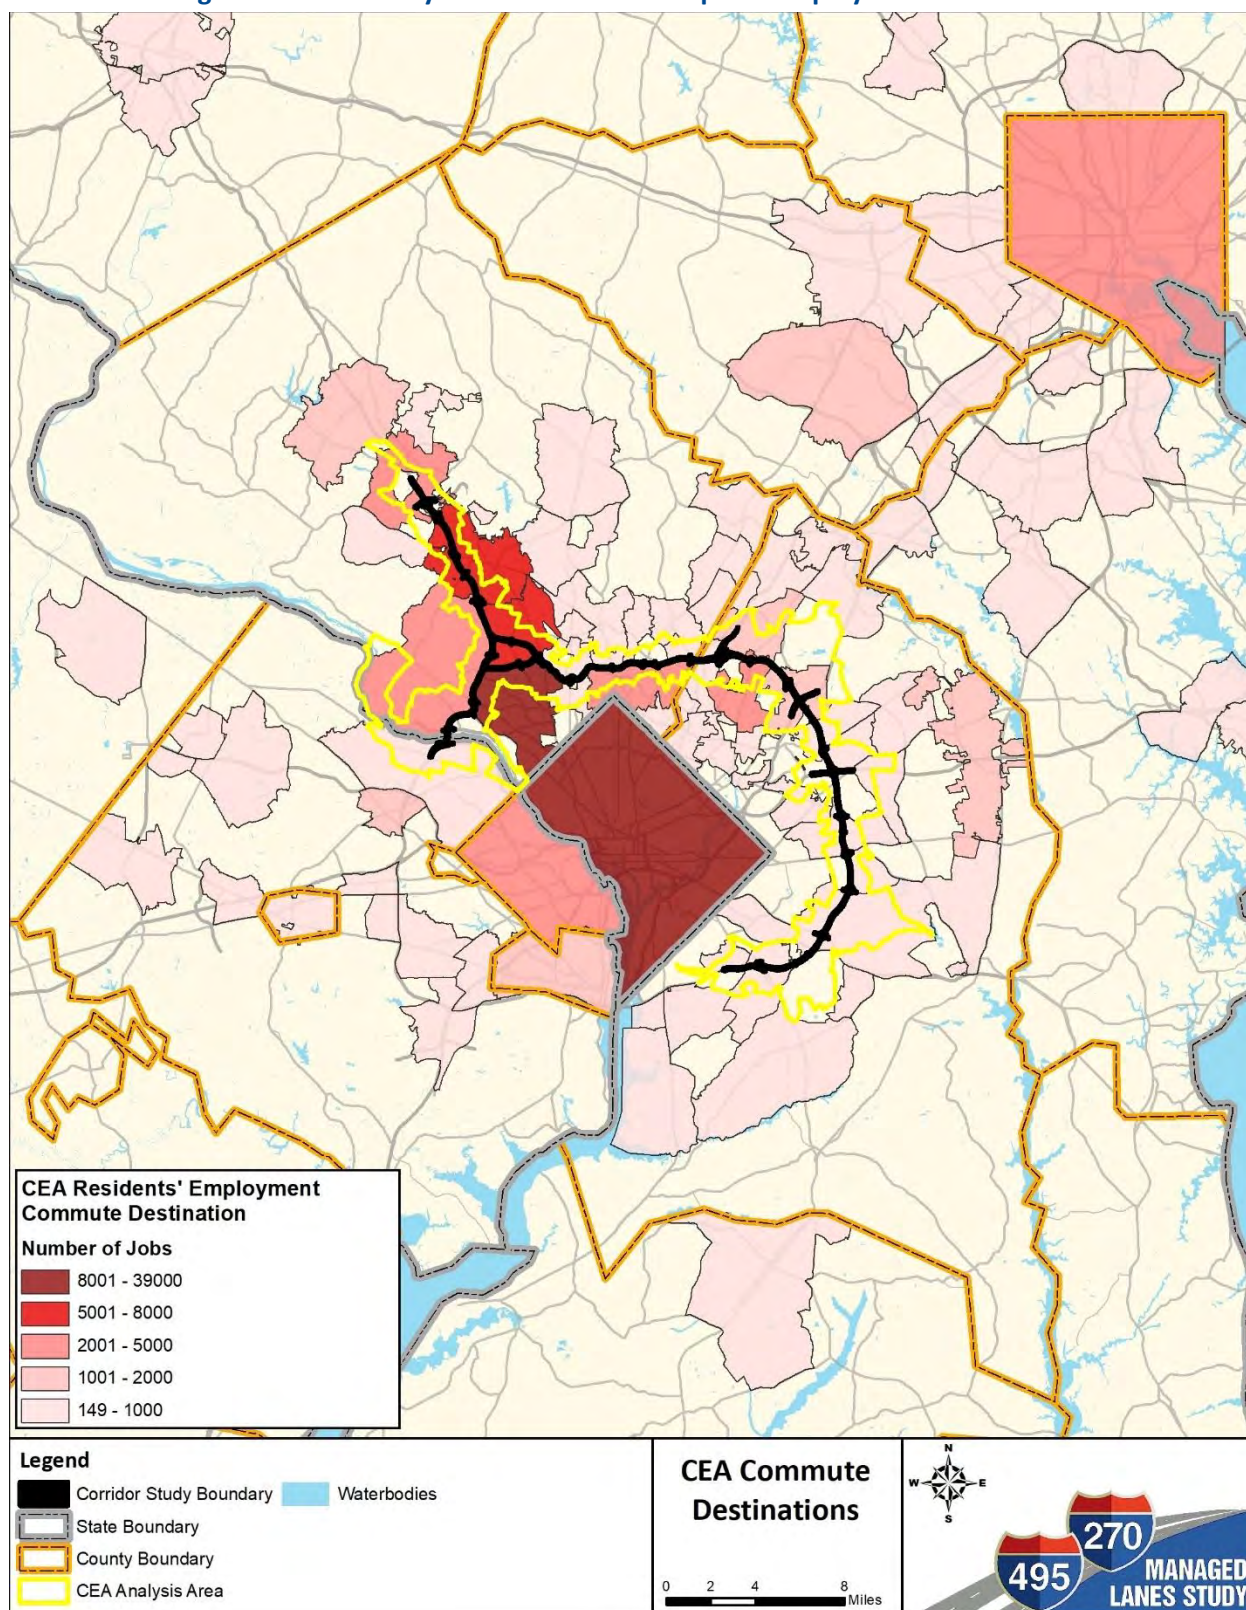 CEA Residents' Employment
Commute Destination
Number of Jobs
8001 - 39000
5001 - 8000
2001 - 5000
1001 - 2000
149 - 1000
Legend
Corridor Study Boundary
Waterbodies
State Boundary
County Boundary
CEA Analysis Area
CEA Commute
Destinations
0 2 4 8
Miles
N
W E
S
270
495
MANAGED
LANES STUDY